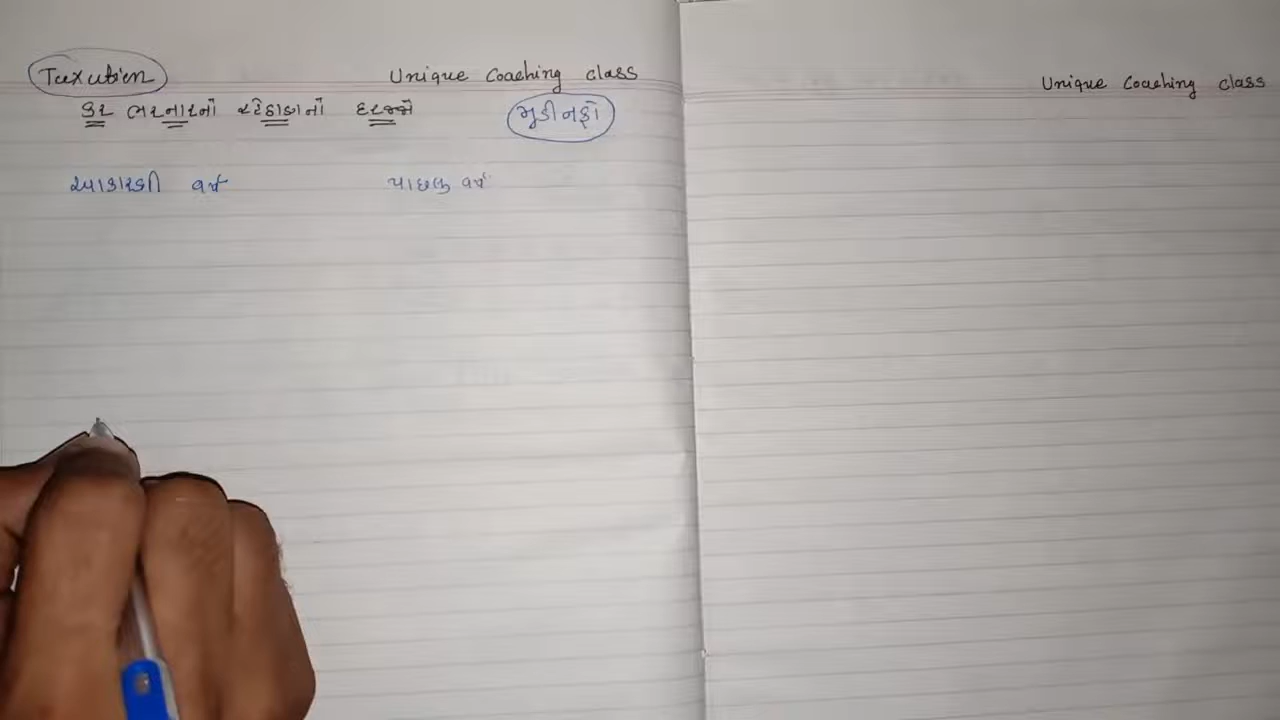 Taxation Unique Coaching class
કર ભરનારનો રહેઠાણનો દરજ્જો મૂડીનફો
આકારણી વર્ષ પાછલુ વર્ષ
Unique Coaching class